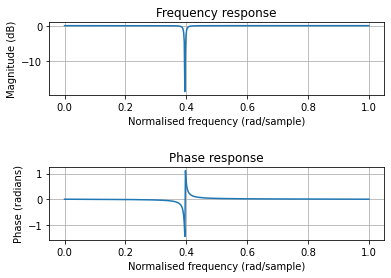 Frequency response
Magnitude (dB)
0
−10
0.0 0.2 0.4 0.6 0.8 1.0
Normalised frequency (rad/sample)
Phase response
Phase (radians)
1
0
−1
0.0 0.2 0.4 0.6 0.8 1.0
Normalised frequency (rad/sample)